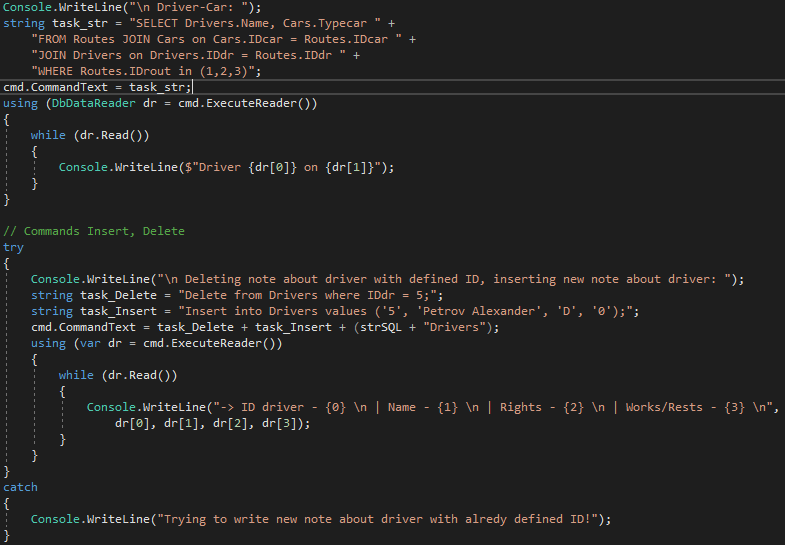 Console.WriteLine("\n Driver-Car: ");
string task_str = "SELECT Drivers.Name, Cars.Typecar " +
    "FROM Routes JOIN Cars on Cars.IDcar = Routes.IDcar " +
    "JOIN Drivers on Drivers.IDdr = Routes.IDdr " +
    "WHERE Routes.IDrout in (1,2,3)";
cmd.CommandText = task_str;
using (DbDataReader dr = cmd.ExecuteReader())
{
    while (dr.Read())
    {
        Console.WriteLine($"Driver {dr[0]} on {dr[1]}");
    }
}

// Commands Insert, Delete
try
{
    Console.WriteLine("\n Deleting note about driver with defined ID, inserting new note about driver: ");
    string task_Delete = "Delete from Drivers where IDdr = 5;";
    string task_Insert = "Insert into Drivers values ('5', 'Petrov Alexander', 'D', '0');";
    cmd.CommandText = task_Delete + task_Insert + (strSQL + "Drivers");
    using (var dr = cmd.ExecuteReader())
    {
        while (dr.Read())
        {
            Console.WriteLine("-> ID driver - {0} \n | Name - {1} \n | Rights - {2} \n | Works/Rests - {3} \n",
                dr[0], dr[1], dr[2], dr[3]);
        }
    }
}
catch
{
    Console.WriteLine("Trying to write new note about driver with alredy defined ID!");
}